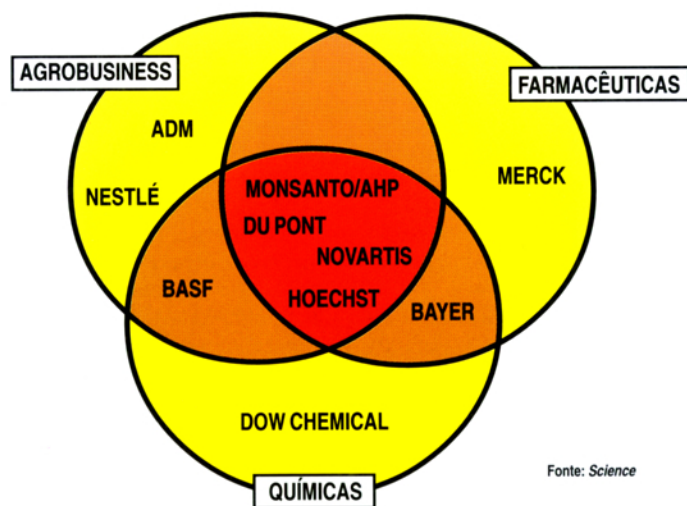 AGROBUSINESS
FARMACÊUTICAS
ADM
NESTLÉ
MERCK
MONSANTO/AHP
DU PONT
NOVARTIS
HOECHST
BASF
BAYER
DOW CHEMICAL
QUÍMICAS
Fonte: Science